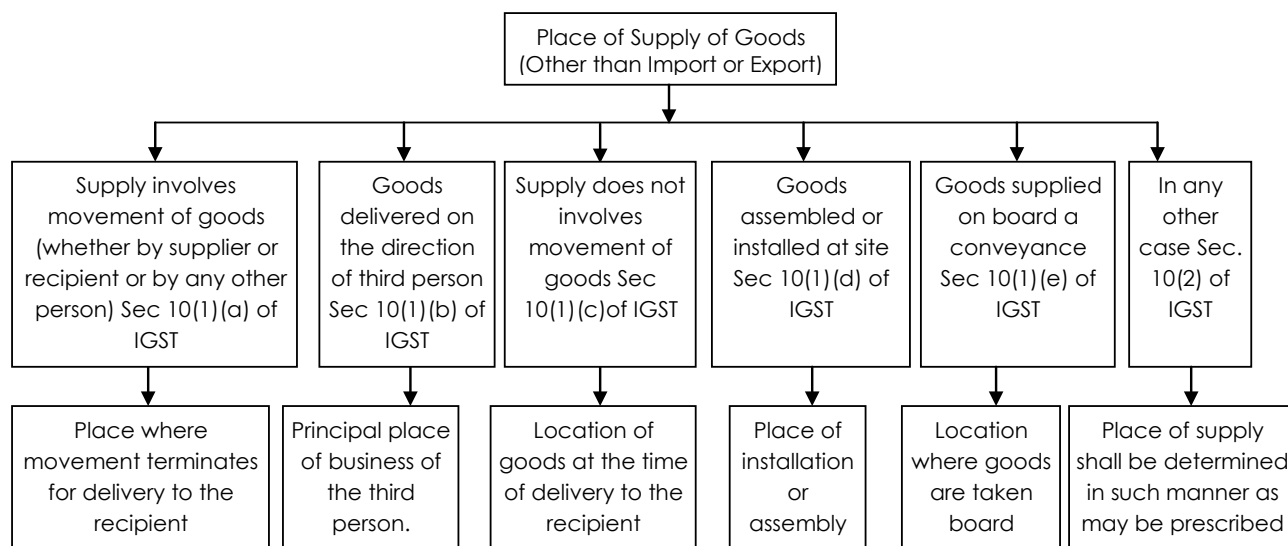 Place of Supply of Goods
(Other than Import or Export)
Supply involves
movement of goods
(whether by supplier or
recipient or by any other
person) Sec 10(1)(a) of
IGST
Goods
delivered on
the direction
of third person
Sec 10(1)(b) of
IGST
Supply does not
involves
movement of
goods Sec
10(1)(c)of IGST
Goods
assembled or
installed at site
Sec 10(1)(d) of
IGST
Goods supplied
on board a
conveyance
Sec 10(1)(e) of
IGST
In any
other
case Sec.
10(2) of
IGST
Place where
movement terminates
for delivery to the
recipient
Principal place
of business of
the third
person.
Location of
goods at the time
of delivery to the
recipient
Place of
installation
or
assembly
Location
where goods
are taken
board
Place of supply
shall be determined
in such manner as
may be prescribed